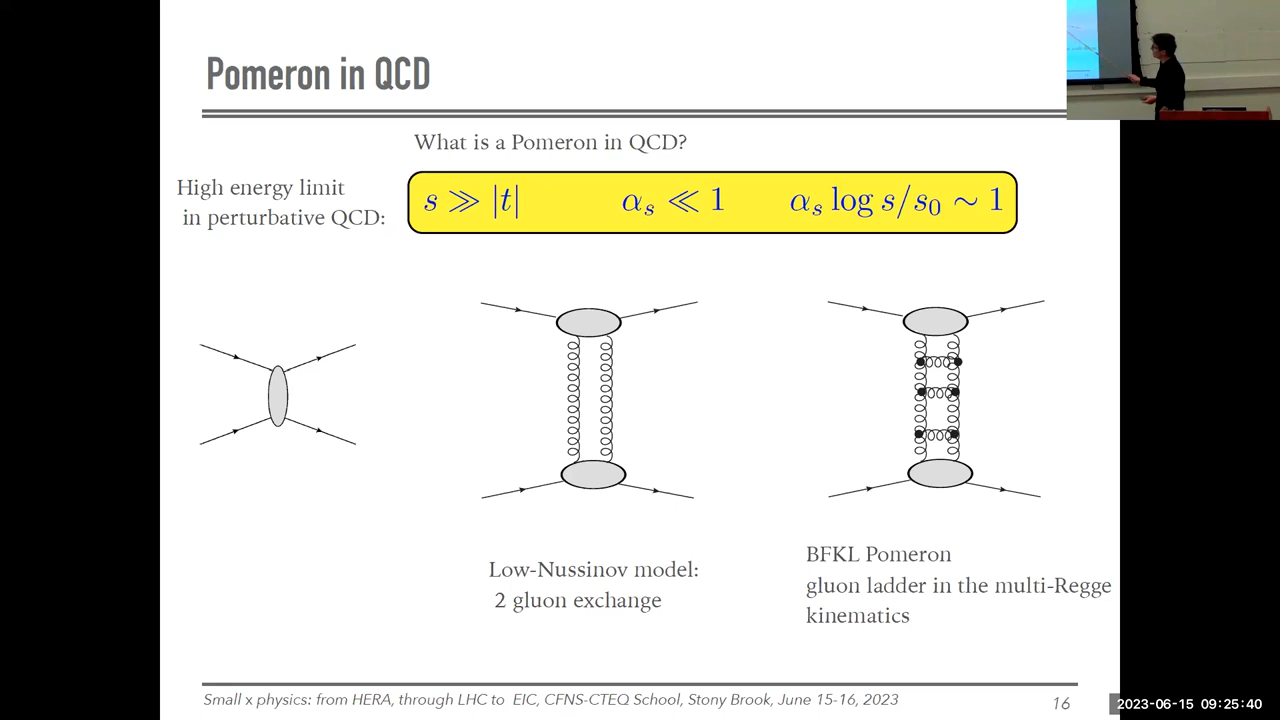 Pomeron in QCD
What is a Pomeron in QCD?
High energy limit
in perturbative QCD:
s ≫ |t| α_s ≪ 1 α_s log s/s_0 ∼ 1
Low-Nussinov model:
2 gluon exchange
BFKL Pomeron
gluon ladder in the multi-Regge
kinematics
Small x physics: from HERA, through LHC to EIC, CFNS-CTEQ School, Stony Brook, June 15-16, 2023
16
2023-06-15 09:25:40